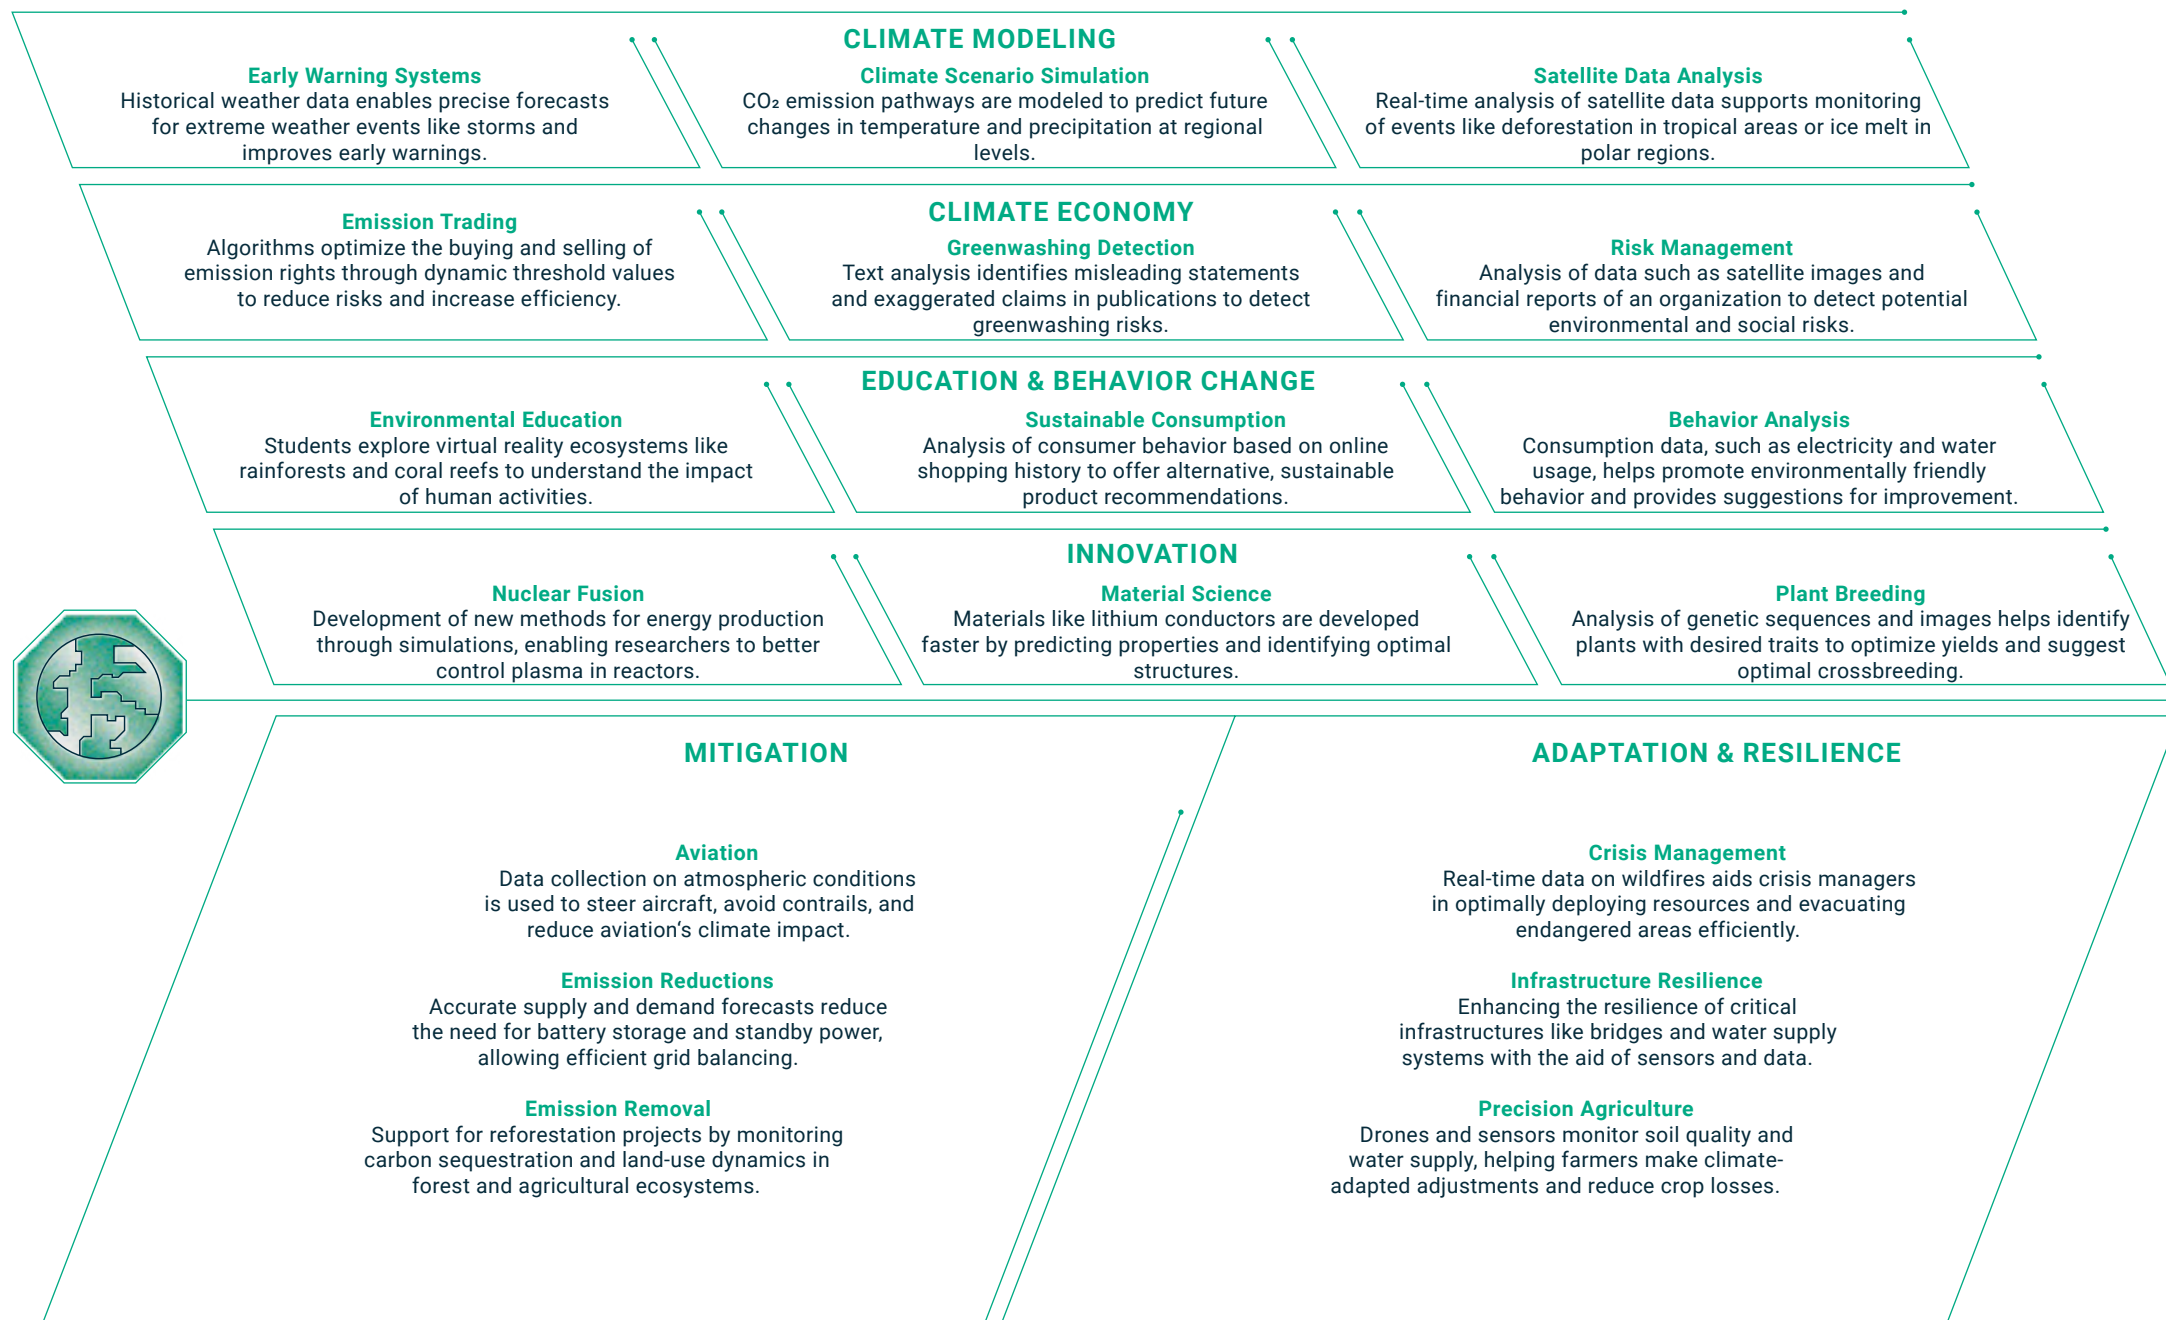 CLIMATE MODELING
Early Warning Systems
Historical weather data enables precise forecasts
for extreme weather events like storms and
improves early warnings.
Climate Scenario Simulation
CO₂ emission pathways are modeled to predict future
changes in temperature and precipitation at regional
levels.
Satellite Data Analysis
Real-time analysis of satellite data supports monitoring
of events like deforestation in tropical areas or ice melt in
polar regions.
CLIMATE ECONOMY
Emission Trading
Algorithms optimize the buying and selling of
emission rights through dynamic threshold values
to reduce risks and increase efficiency.
Greenwashing Detection
Text analysis identifies misleading statements
and exaggerated claims in publications to detect
greenwashing risks.
Risk Management
Analysis of data such as satellite images and
financial reports of an organization to detect potential
environmental and social risks.
EDUCATION & BEHAVIOR CHANGE
Environmental Education
Students explore virtual reality ecosystems like
rainforests and coral reefs to understand the impact
of human activities.
Sustainable Consumption
Analysis of consumer behavior based on online
shopping history to offer alternative, sustainable
product recommendations.
Behavior Analysis
Consumption data, such as electricity and water
usage, helps promote environmentally friendly
behavior and provides suggestions for improvement.
INNOVATION
Nuclear Fusion
Development of new methods for energy production
through simulations, enabling researchers to better
control plasma in reactors.
Material Science
Materials like lithium conductors are developed
faster by predicting properties and identifying optimal
structures.
Plant Breeding
Analysis of genetic sequences and images helps identify
plants with desired traits to optimize yields and suggest
optimal crossbreeding.
MITIGATION
Aviation
Data collection on atmospheric conditions
is used to steer aircraft, avoid contrails, and
reduce aviation‘s climate impact.
Emission Reductions
Accurate supply and demand forecasts reduce
the need for battery storage and standby power,
allowing efficient grid balancing.
Emission Removal
Support for reforestation projects by monitoring
carbon sequestration and land-use dynamics in
forest and agricultural ecosystems.
ADAPTATION & RESILIENCE
Crisis Management
Real-time data on wildfires aids crisis managers
in optimally deploying resources and evacuating
endangered areas efficiently.
Infrastructure Resilience
Enhancing the resilience of critical
infrastructures like bridges and water supply
systems with the aid of sensors and data.
Precision Agriculture
Drones and sensors monitor soil quality and
water supply, helping farmers make climate-
adapted adjustments and reduce crop losses.